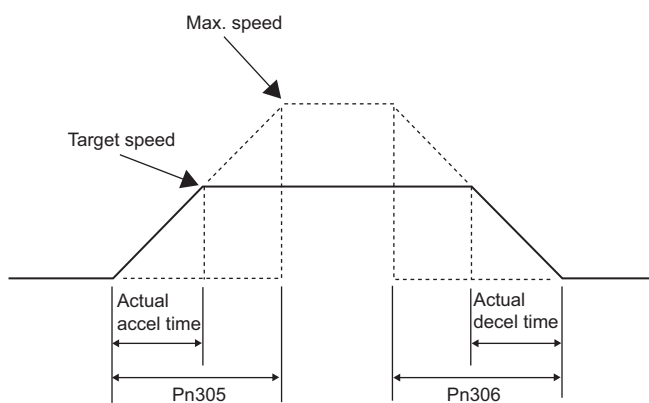 Max. speed
Target speed
Actual
accel time
Actual
decel time
Pn305
Pn306